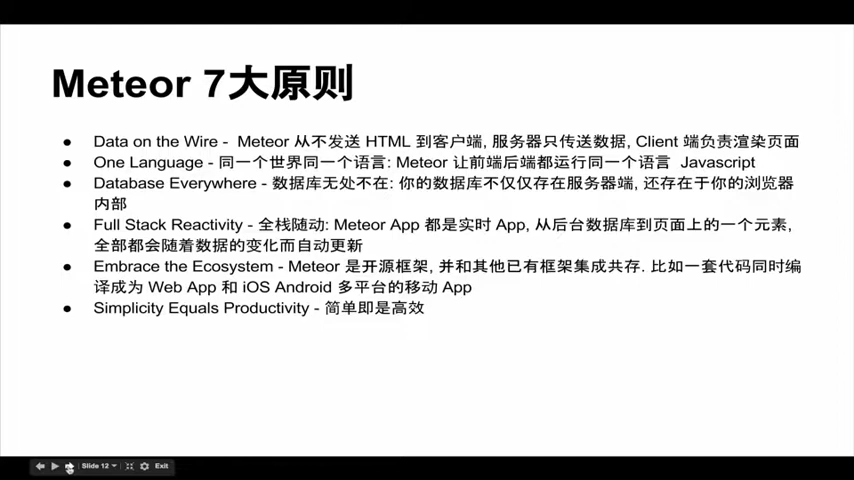 Meteor 7大原则
● Data on the Wire - Meteor 从不发送 HTML 到客户端, 服务器只传送数据, Client 端负责渲染页面
● One Language - 同一个世界同一个语言: Meteor 让前端后端都运行同一个语言 Javascript
● Database Everywhere - 数据库无处不在: 你的数据库不仅仅存在服务器端, 还存在于你的浏览器
内部
● Full Stack Reactivity - 全栈随动: Meteor App 都是实时 App, 从后台数据库到页面上的一个元素,
全部都会随着数据的变化而自动更新
● Embrace the Ecosystem - Meteor 是开源框架, 并和其他已有框架集成共存. 比如一套代码同时编
译成为 Web App 和 iOS Android 多平台的移动 App
● Simplicity Equals Productivity - 简单即是高效
Slide 12 Exit